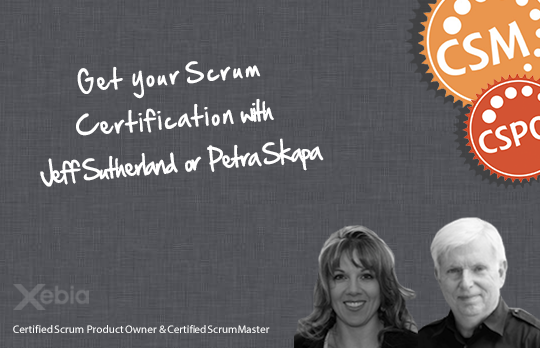 Get your Scrum
Certification with
Jeff Sutherland or Petra Skapa
CSM
CSPO
Xebia
Certified Scrum Product Owner & Certified ScrumMaster